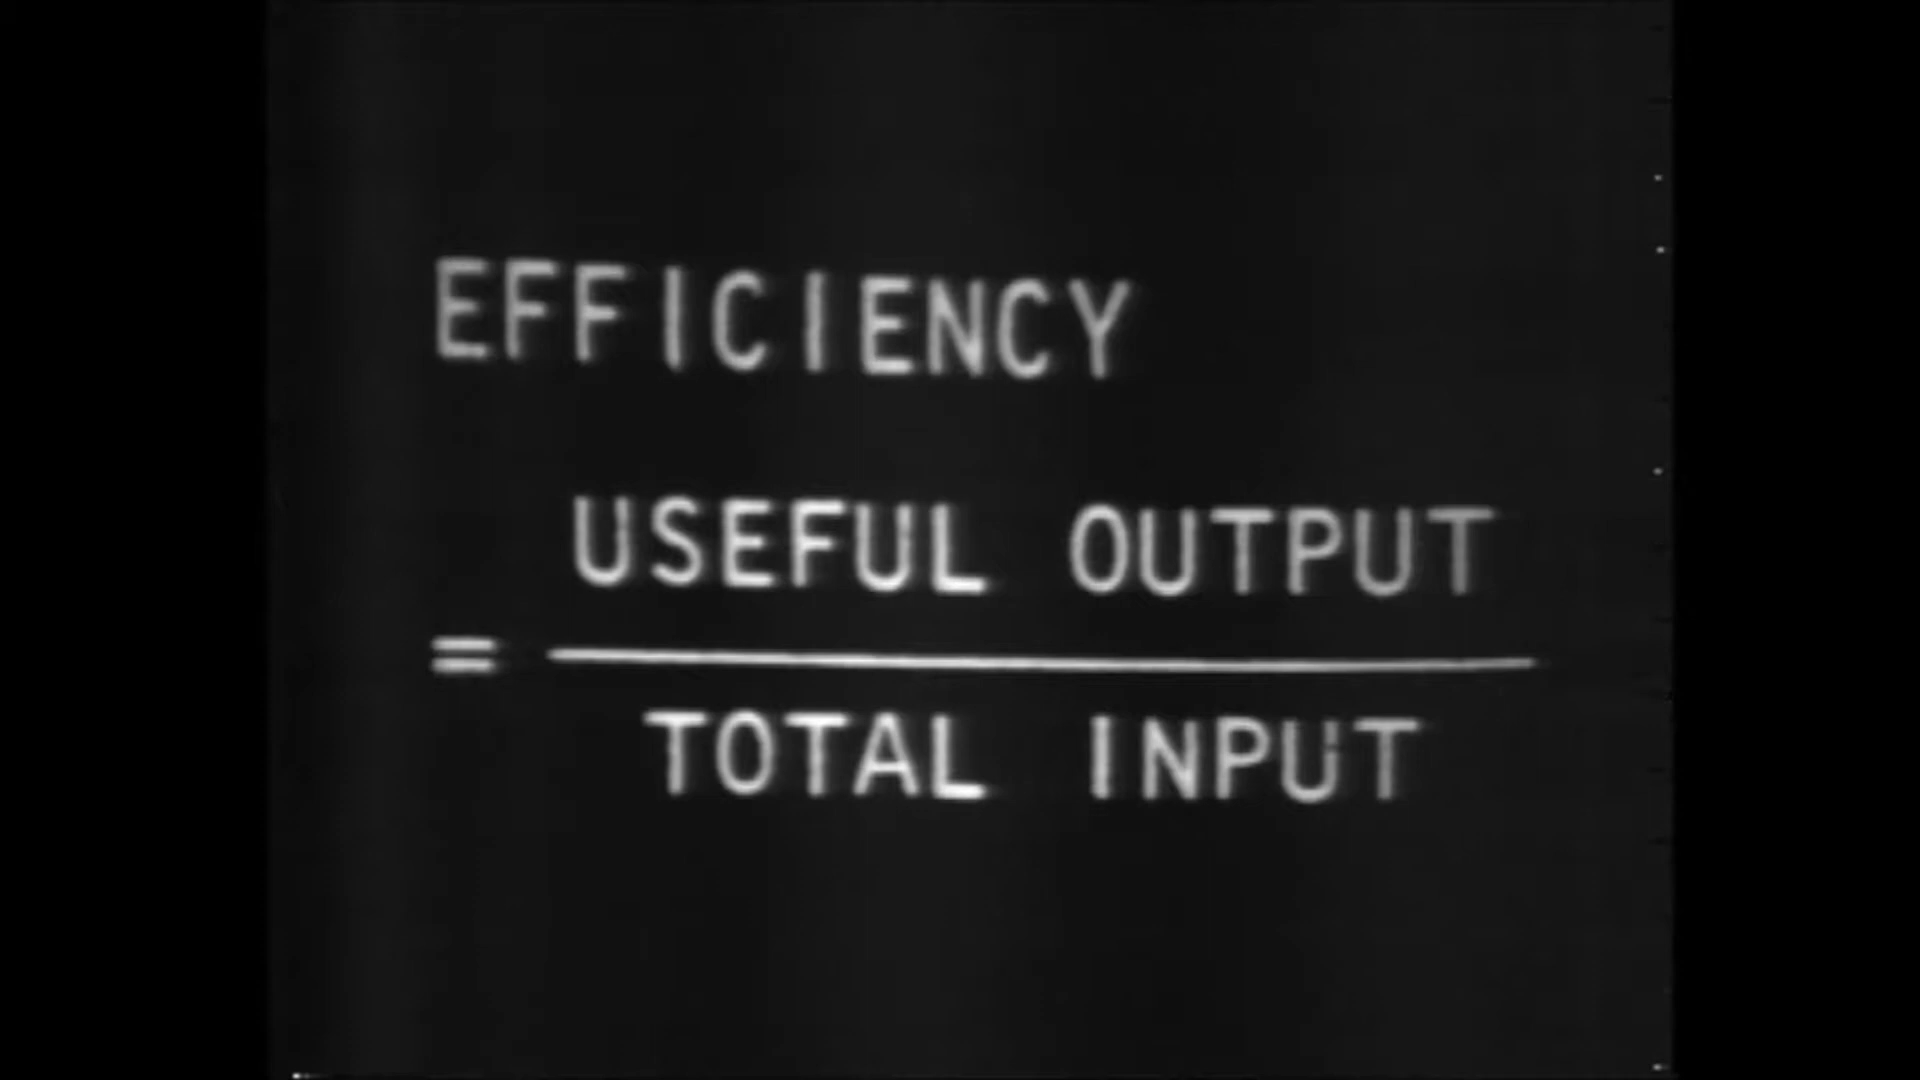 EFFICIENCY
USEFUL OUTPUT
=
TOTAL INPUT